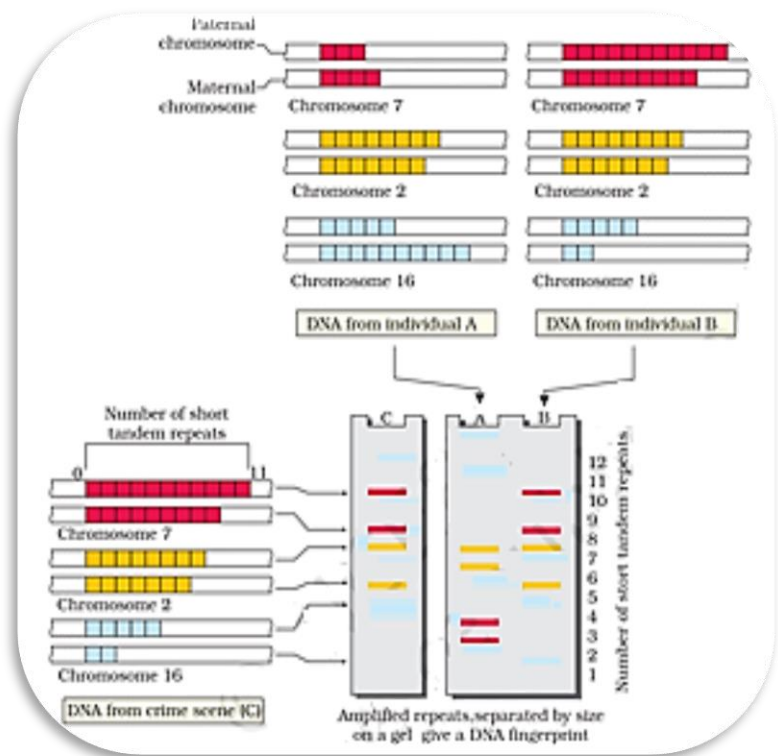 Paternal
chromosome
Maternal
chromosome
Chromosome 7
Chromosome 7
Chromosome 2
Chromosome 2
Chromosome 16
Chromosome 16
DNA from individual A
DNA from individual B
Number of short
tandem repeats
0
11
Chromosome 7
Chromosome 2
Chromosome 16
DNA from crime scene (C)
C
A
B
12
11
10
9
8
7
6
5
4
3
2
1
Number of stort tandem repeats.
Amplified repeats,separated by size
on a gel give a DNA fingerprint